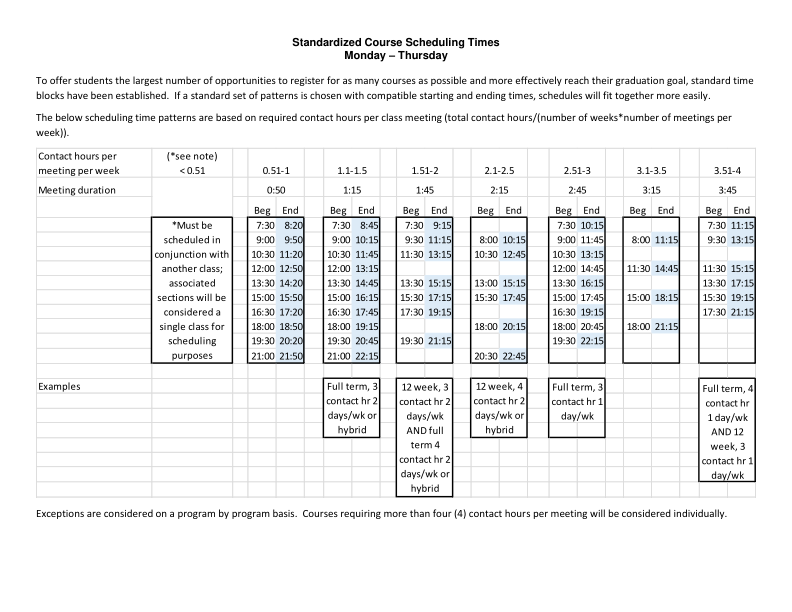 Standardized Course Scheduling Times
Monday – Thursday
To offer students the largest number of opportunities to register for as many courses as possible and more effectively reach their graduation goal, standard time
blocks have been established.  If a standard set of patterns is chosen with compatible starting and ending times, schedules will fit together more easily.
The below scheduling time patterns are based on required contact hours per class meeting (total contact hours/(number of weeks*number of meetings per
week)).
Contact hours per (*see note)
meeting per week < 0.51 0.51-1 1.1-1.5 1.51-2 2.1-2.5 2.51-3 3.1-3.5 3.51-4
Meeting duration 0:50 1:15 1:45 2:15 2:45 3:15 3:45
Beg End Beg End Beg End Beg End Beg End Beg End Beg End
*Must be 7:30 8:20 7:30 8:45 7:30 9:15 7:30 10:15 7:30 11:15
scheduled in 9:00 9:50 9:00 10:15 9:30 11:15 8:00 10:15 9:00 11:45 8:00 11:15 9:30 13:15
conjunction with 10:30 11:20 10:30 11:45 11:30 13:15 10:30 12:45 10:30 13:15
another class; 12:00 12:50 12:00 13:15 12:00 14:45 11:30 14:45 11:30 15:15
associated 13:30 14:20 13:30 14:45 13:30 15:15 13:00 15:15 13:30 16:15 13:30 17:15
sections will be 15:00 15:50 15:00 16:15 15:30 17:15 15:30 17:45 15:00 17:45 15:00 18:15 15:30 19:15
considered a 16:30 17:20 16:30 17:45 17:30 19:15 16:30 19:15 17:30 21:15
single class for 18:00 18:50 18:00 19:15 18:00 20:15 18:00 20:45 18:00 21:15
scheduling 19:30 20:20 19:30 20:45 19:30 21:15 19:30 22:15
purposes 21:00 21:50 21:00 22:15 20:30 22:45
Examples Full term, 3 12 week, 3 12 week, 4 Full term, 3 Full term, 4
contact hr 2 contact hr 2 contact hr 2 contact hr 1 contact hr
days/wk or days/wk days/wk or day/wk 1 day/wk
hybrid AND full hybrid AND 12
term 4 week, 3
contact hr 2 contact hr 1
days/wk or day/wk
hybrid
Exceptions are considered on a program by program basis.  Courses requiring more than four (4) contact hours per meeting will be considered individually.